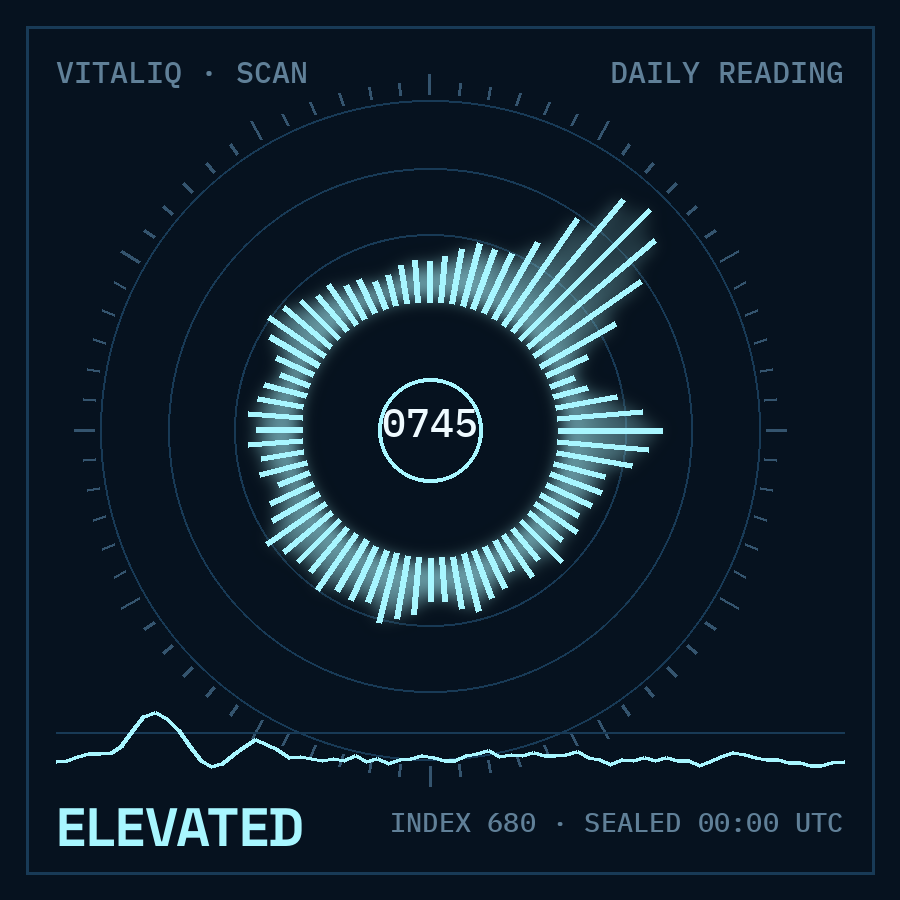 VITALIQ · SCAN
DAILY READING
0745
ELEVATED
INDEX 680 · SEALED 00:00 UTC